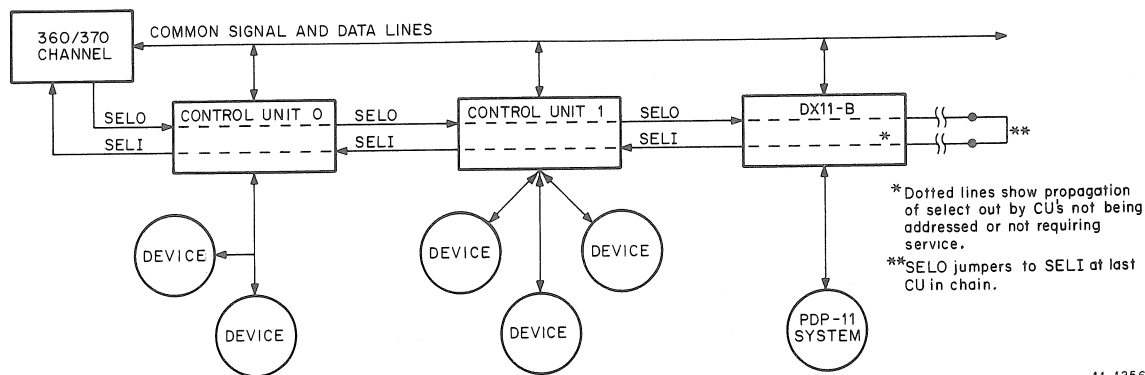 360/370
CHANNEL
COMMON SIGNAL AND DATA LINES
SELO
SELI
CONTROL UNIT 0
SELO
SELI
CONTROL UNIT 1
SELO
SELI
DX11-B
*
**
DEVICE
DEVICE
DEVICE
DEVICE
DEVICE
PDP-11
SYSTEM
*Dotted lines show propagation
of select out by CU's not being
addressed or not requiring
service.
**SELO jumpers to SELI at last
CU in chain.
11-1256